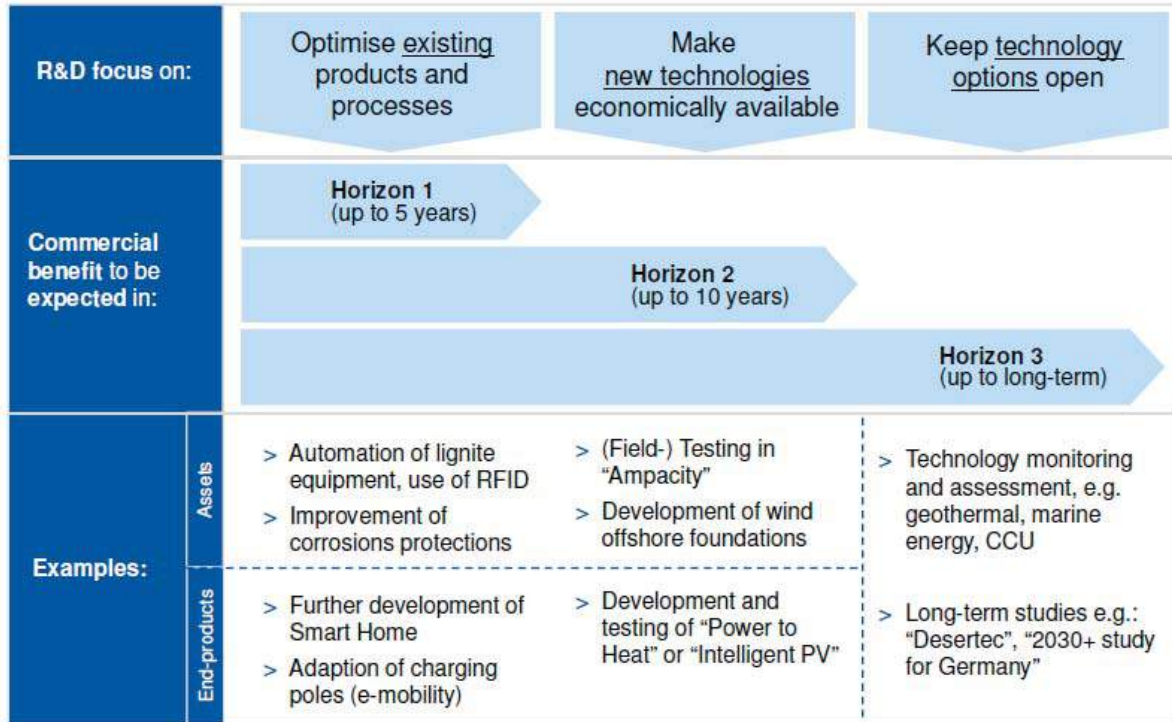 R&D focus on:
Optimise existing
products and
processes
Make
new technologies
economically available
Keep technology
options open
Commercial
benefit to be
expected in:
Horizon 1
(up to 5 years)
Horizon 2
(up to 10 years)
Horizon 3
(up to long-term)
Examples:
Assets
> Automation of lignite
equipment, use of RFID
> Improvement of
corrosions protections
> (Field-) Testing in
“Ampacity”
> Development of wind
offshore foundations
> Technology monitoring
and assessment, e.g.
geothermal, marine
energy, CCU
End-products
> Further development of
Smart Home
> Adaption of charging
poles (e-mobility)
> Development and
testing of “Power to
Heat” or “Intelligent PV”
> Long-term studies e.g.:
“Desertec”, “2030+ study
for Germany”